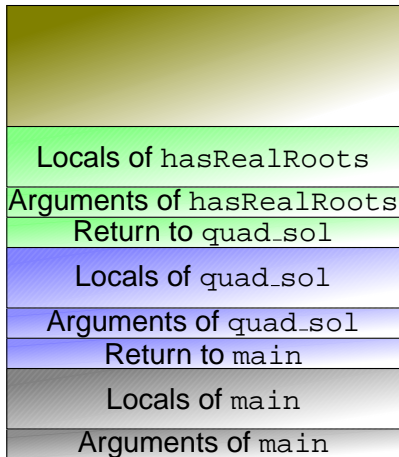 Locals of hasRealRoots
Arguments of hasRealRoots
Return to quad_sol
Locals of quad_sol
Arguments of quad_sol
Return to main
Locals of main
Arguments of main